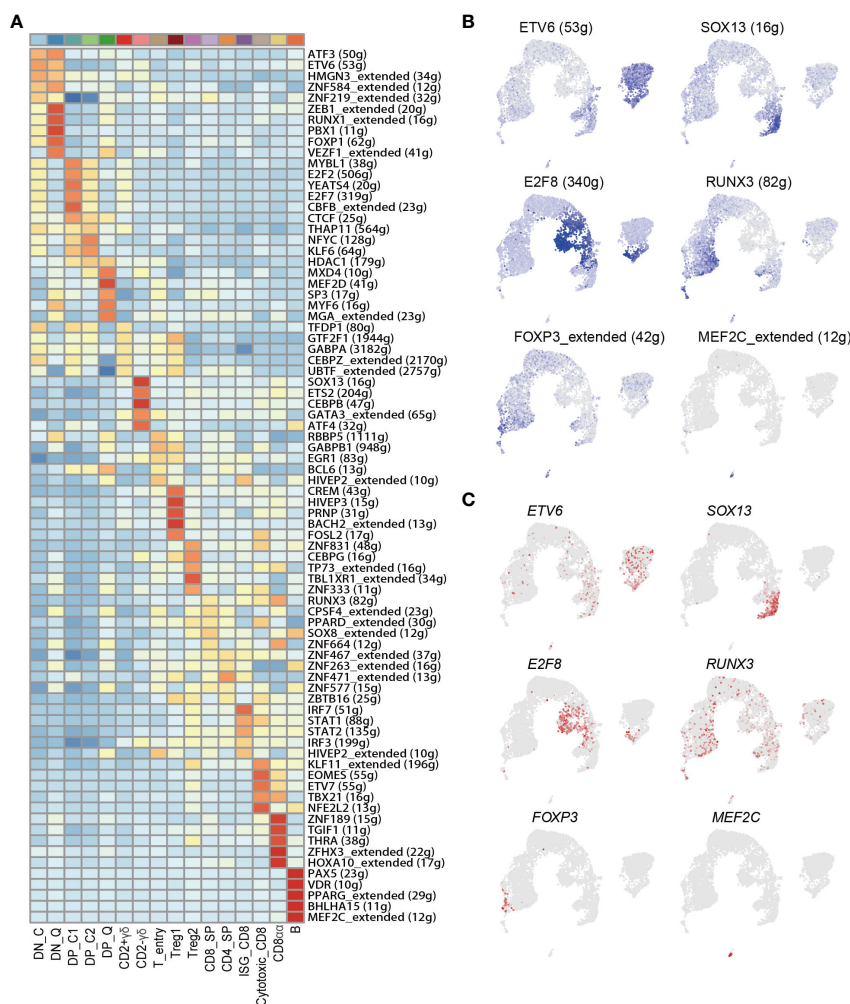 A
ATF3 (50g)
ETV6 (53g)
HMGN3_extended (34g)
ZNF584_extended (12g)
ZNF219_extended (32g)
ZEB1_extended (20g)
RUNX1_extended (16g)
PBX1 (11g)
FOXP1 (62g)
VEZF1_extended (41g)
MYBL1 (38g)
E2F2 (506g)
YEATS4 (20g)
E2F7 (319g)
CBFB_extended (23g)
CTCF (25g)
THAP11 (564g)
NFYC (128g)
KLF6 (64g)
HDAC1 (179g)
MXD4 (10g)
MEF2D (41g)
SP3 (17g)
MYF6 (16g)
MGA_extended (23g)
TFDP1 (80g)
GTF2F1 (1944g)
GABPA (3182g)
CEBPZ_extended (2170g)
UBTF_extended (2757g)
SOX13 (16g)
ETS2 (204g)
CEBPB (47g)
GATA3_extended (65g)
ATF4 (32g)
RBBP5 (1111g)
GABPB1 (948g)
EGR1 (83g)
BCL6 (13g)
HIVEP2_extended (10g)
CREM (43g)
HIVEP3 (15g)
PRNP (31g)
BACH2_extended (13g)
FOSL2 (17g)
ZNF831 (48g)
CEBPG (16g)
TP73_extended (16g)
TBL1XR1_extended (34g)
ZNF333 (11g)
RUNX3 (82g)
CPSF4_extended (23g)
PPARD_extended (30g)
SOX8_extended (12g)
ZNF664 (12g)
ZNF467_extended (37g)
ZNF263_extended (16g)
ZNF471_extended (13g)
ZNF577 (15g)
ZBTB16 (25g)
IRF7 (51g)
STAT1 (88g)
STAT2 (135g)
IRF3 (199g)
HIVEP2_extended (10g)
KLF11_extended (196g)
EOMES (55g)
ETV7 (55g)
TBX21 (16g)
NFE2L2 (13g)
ZNF189 (15g)
TGIF1 (11g)
THRA (38g)
ZFHX3_extended (22g)
HOXA10_extended (17g)
PAX5 (23g)
VDR (10g)
PPARG_extended (29g)
BHLHA15 (11g)
MEF2C_extended (12g)
DN_C
DN_Q
DP_C1
DP_C2
DP_Q
CD2+γδ
CD2-γδ
T_entry
Treg1
Treg2
CD8_SP
CD4_SP
ISG_CD8
Cytotoxic_CD8
CD8αα
B
B
ETV6 (53g) SOX13 (16g)
E2F8 (340g) RUNX3 (82g)
FOXP3_extended (42g) MEF2C_extended (12g)
C
ETV6 SOX13
E2F8 RUNX3
FOXP3 MEF2C